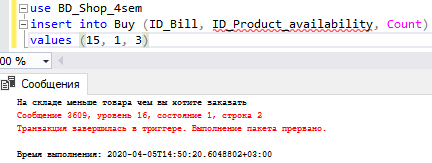 use BD_Shop_4sem
insert into Buy (ID_Bill, ID_Product_availability, Count)
values (15, 1, 3)
00 %
Сообщения
На складе меньше товара чем вы хотите заказать
Сообщение 3609, уровень 16, состояние 1, строка 2
Транзакция завершилась в триггере. Выполнение пакета прервано.
Время выполнения: 2020-04-05T14:50:20.6048802+03:00